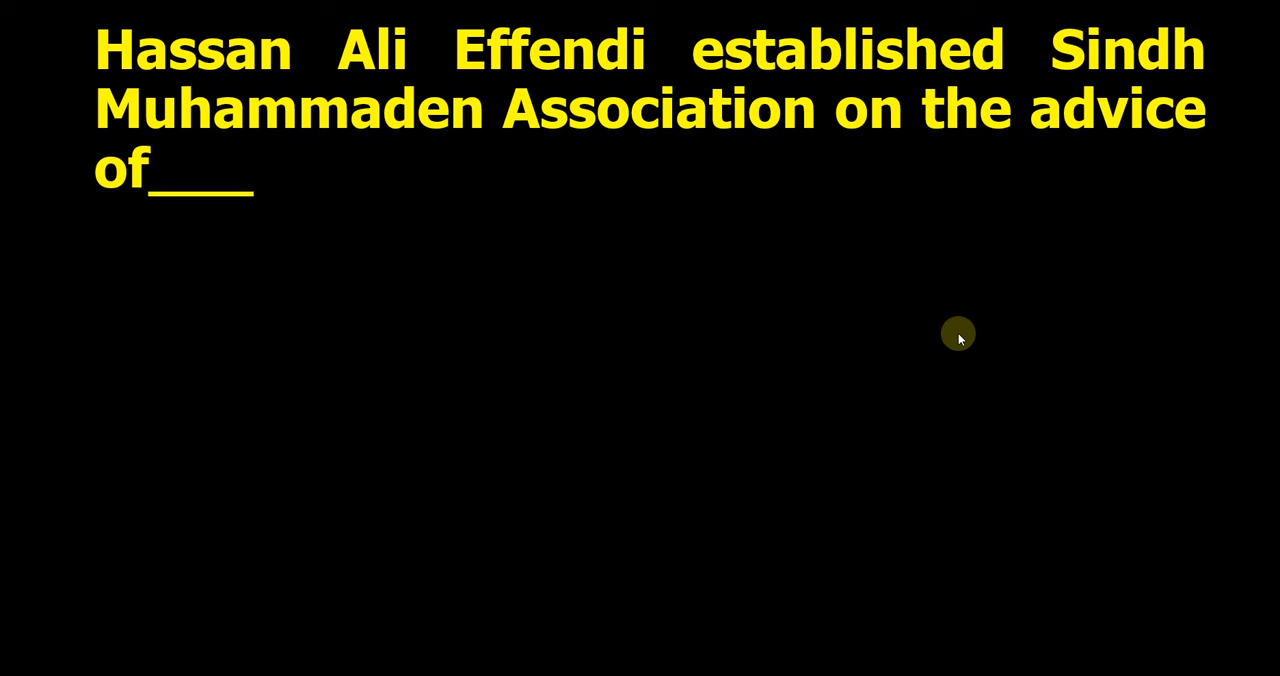 Hassan Ali Effendi established Sindh
Muhammaden Association on the advice
of____